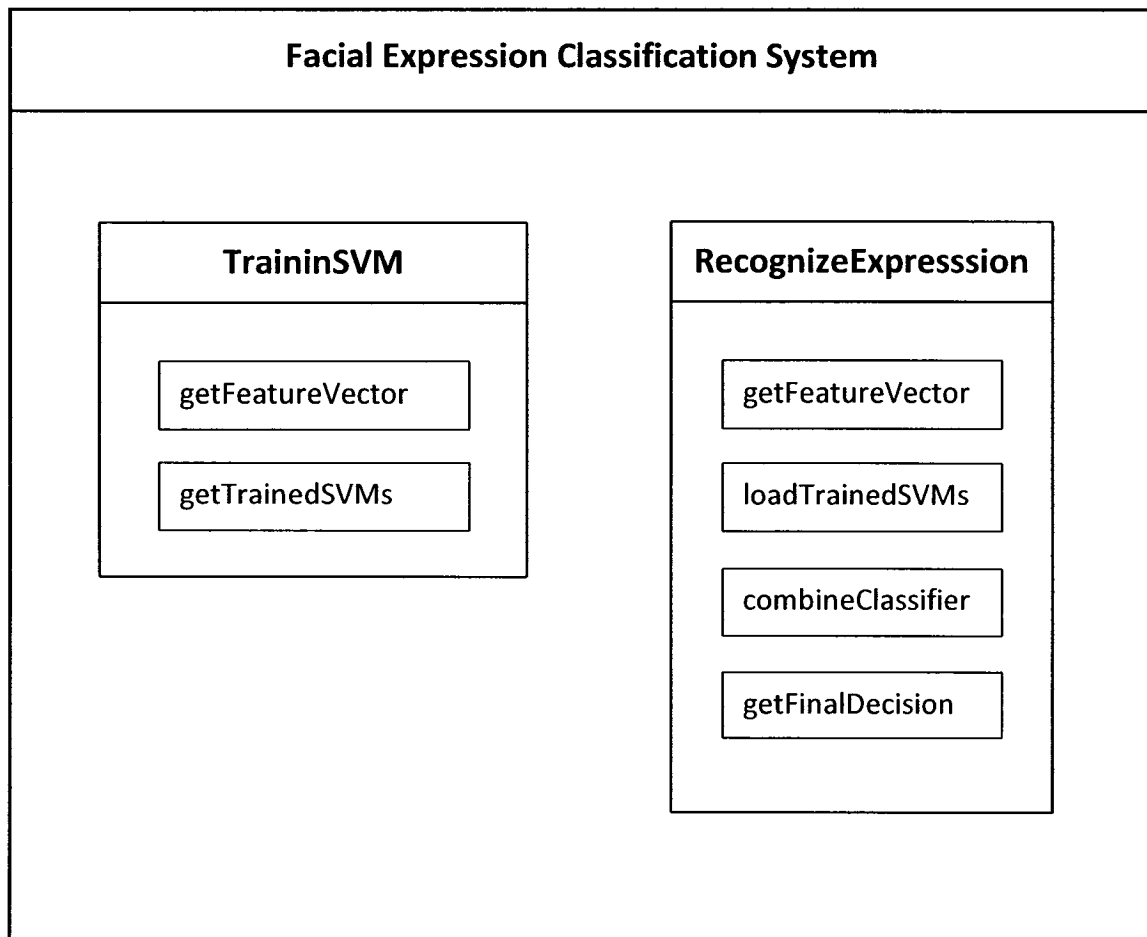 Facial Expression Classification System
TraininSVM
getFeatureVector
getTrainedSVMs
RecognizeExpresssion
getFeatureVector
loadTrainedSVMs
combineClassifier
getFinalDecision